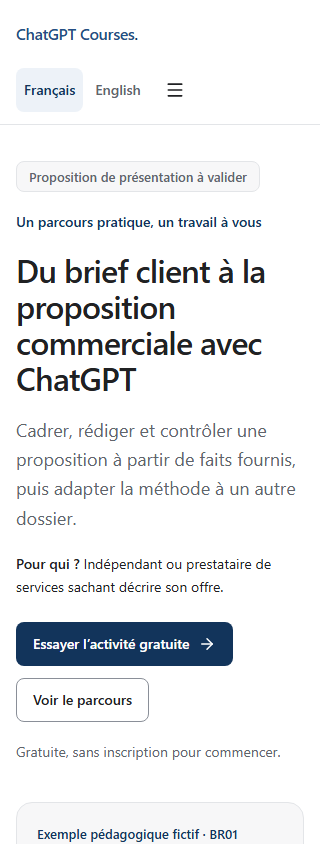 ChatGPT Courses.
Français English
Proposition de présentation à valider
Un parcours pratique, un travail à vous
Du brief client à la
proposition
commerciale avec
ChatGPT
Cadrer, rédiger et contrôler une
proposition à partir de faits fournis,
puis adapter la méthode à un autre
dossier.
Pour qui ? Indépendant ou prestataire de
services sachant décrire son offre.
Essayer l’activité gratuite →
Voir le parcours
Gratuite, sans inscription pour commencer.
Exemple pédagogique fictif · BR01